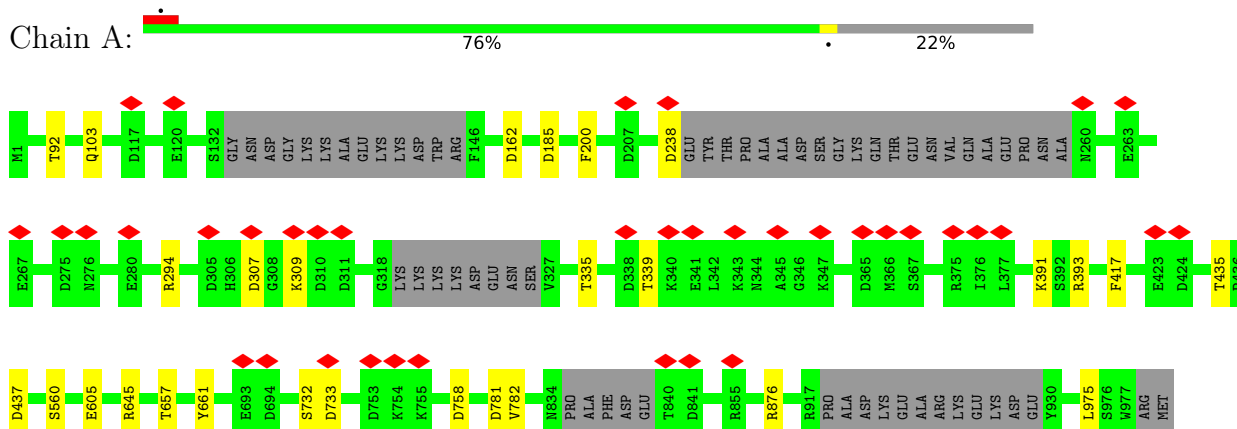 Chain A:
76% 22%
M1 T92 Q103 D117 E120 S132 GLY ASN ASP GLY LYS LYS ALA GLU LYS LYS ASP TRP ARG F146 D162 D185 F200 D207 D238 GLU TYR THR PRO ALA ALA ASP SER GLY LYS GLN THR GLU ASN VAL GLN ALA GLU PRO ASN ALA N260 E263
E267 D275 N276 E280 R294 D305 H306 D307 G308 K309 D310 D311 G318 LYS LYS LYS LYS ASP GLU ASN SER V327 T335 D338 T339 K340 E341 L342 K343 N344 A345 G346 K347 D365 M366 S367 R375 I376 L377 K391 S392 R393 F417 E423 D424 T435
D437 S560 E605 R645 T657 Y661 E693 D694 S732 D733 D753 K754 K755 D758 D781 V782 N834 PRO ALA PHE ASP GLU T840 D841 R855 R876 R917 PRO ALA ASP LYS GLU ALA ARG LYS GLU LYS ASP GLU Y930 L975 S976 W977 ARG MET